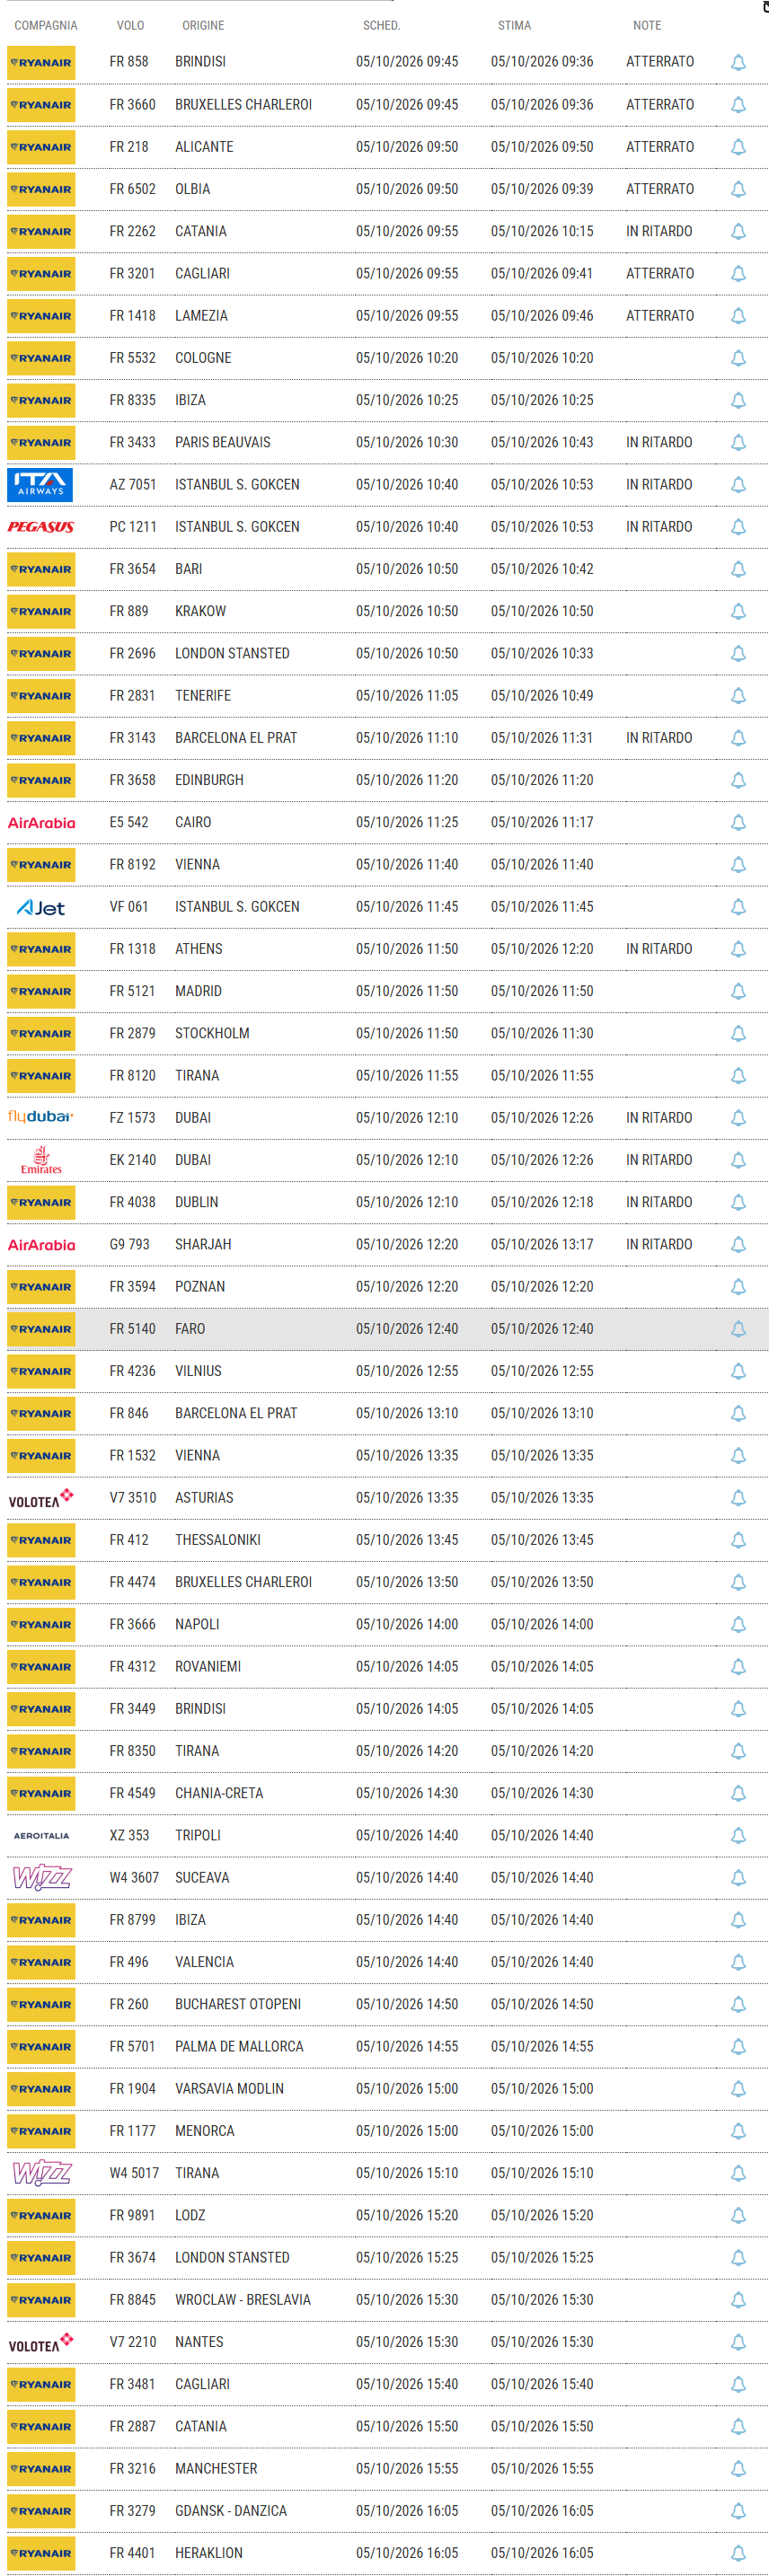 COMPAGNIA VOLO ORIGINE SCHED. STIMA NOTE
RYANAIR FR 858 BRINDISI 05/10/2026 09:45 05/10/2026 09:36 ATTERRATO
RYANAIR FR 3660 BRUXELLES CHARLEROI 05/10/2026 09:45 05/10/2026 09:36 ATTERRATO
RYANAIR FR 218 ALICANTE 05/10/2026 09:50 05/10/2026 09:50 ATTERRATO
RYANAIR FR 6502 OLBIA 05/10/2026 09:50 05/10/2026 09:39 ATTERRATO
RYANAIR FR 2262 CATANIA 05/10/2026 09:55 05/10/2026 10:15 IN RITARDO
RYANAIR FR 3201 CAGLIARI 05/10/2026 09:55 05/10/2026 09:41 ATTERRATO
RYANAIR FR 1418 LAMEZIA 05/10/2026 09:55 05/10/2026 09:46 ATTERRATO
RYANAIR FR 5532 COLOGNE 05/10/2026 10:20 05/10/2026 10:20
RYANAIR FR 8335 IBIZA 05/10/2026 10:25 05/10/2026 10:25
RYANAIR FR 3433 PARIS BEAUVAIS 05/10/2026 10:30 05/10/2026 10:43 IN RITARDO
ITA AIRWAYS AZ 7051 ISTANBUL S. GOKCEN 05/10/2026 10:40 05/10/2026 10:53 IN RITARDO
PEGASUS PC 1211 ISTANBUL S. GOKCEN 05/10/2026 10:40 05/10/2026 10:53 IN RITARDO
RYANAIR FR 3654 BARI 05/10/2026 10:50 05/10/2026 10:42
RYANAIR FR 889 KRAKOW 05/10/2026 10:50 05/10/2026 10:50
RYANAIR FR 2696 LONDON STANSTED 05/10/2026 10:50 05/10/2026 10:33
RYANAIR FR 2831 TENERIFE 05/10/2026 11:05 05/10/2026 10:49
RYANAIR FR 3143 BARCELONA EL PRAT 05/10/2026 11:10 05/10/2026 11:31 IN RITARDO
RYANAIR FR 3658 EDINBURGH 05/10/2026 11:20 05/10/2026 11:20
AirArabia E5 542 CAIRO 05/10/2026 11:25 05/10/2026 11:17
RYANAIR FR 8192 VIENNA 05/10/2026 11:40 05/10/2026 11:40
AJet VF 061 ISTANBUL S. GOKCEN 05/10/2026 11:45 05/10/2026 11:45
RYANAIR FR 1318 ATHENS 05/10/2026 11:50 05/10/2026 12:20 IN RITARDO
RYANAIR FR 5121 MADRID 05/10/2026 11:50 05/10/2026 11:50
RYANAIR FR 2879 STOCKHOLM 05/10/2026 11:50 05/10/2026 11:30
RYANAIR FR 8120 TIRANA 05/10/2026 11:55 05/10/2026 11:55
flydubai FZ 1573 DUBAI 05/10/2026 12:10 05/10/2026 12:26 IN RITARDO
Emirates EK 2140 DUBAI 05/10/2026 12:10 05/10/2026 12:26 IN RITARDO
RYANAIR FR 4038 DUBLIN 05/10/2026 12:10 05/10/2026 12:18 IN RITARDO
AirArabia G9 793 SHARJAH 05/10/2026 12:20 05/10/2026 13:17 IN RITARDO
RYANAIR FR 3594 POZNAN 05/10/2026 12:20 05/10/2026 12:20
RYANAIR FR 5140 FARO 05/10/2026 12:40 05/10/2026 12:40
RYANAIR FR 4236 VILNIUS 05/10/2026 12:55 05/10/2026 12:55
RYANAIR FR 846 BARCELONA EL PRAT 05/10/2026 13:10 05/10/2026 13:10
RYANAIR FR 1532 VIENNA 05/10/2026 13:35 05/10/2026 13:35
VOLOTEA V7 3510 ASTURIAS 05/10/2026 13:35 05/10/2026 13:35
RYANAIR FR 412 THESSALONIKI 05/10/2026 13:45 05/10/2026 13:45
RYANAIR FR 4474 BRUXELLES CHARLEROI 05/10/2026 13:50 05/10/2026 13:50
RYANAIR FR 3666 NAPOLI 05/10/2026 14:00 05/10/2026 14:00
RYANAIR FR 4312 ROVANIEMI 05/10/2026 14:05 05/10/2026 14:05
RYANAIR FR 3449 BRINDISI 05/10/2026 14:05 05/10/2026 14:05
RYANAIR FR 8350 TIRANA 05/10/2026 14:20 05/10/2026 14:20
RYANAIR FR 4549 CHANIA-CRETA 05/10/2026 14:30 05/10/2026 14:30
AEROITALIA XZ 353 TRIPOLI 05/10/2026 14:40 05/10/2026 14:40
WIZZ W4 3607 SUCEAVA 05/10/2026 14:40 05/10/2026 14:40
RYANAIR FR 8799 IBIZA 05/10/2026 14:40 05/10/2026 14:40
RYANAIR FR 496 VALENCIA 05/10/2026 14:40 05/10/2026 14:40
RYANAIR FR 260 BUCHAREST OTOPENI 05/10/2026 14:50 05/10/2026 14:50
RYANAIR FR 5701 PALMA DE MALLORCA 05/10/2026 14:55 05/10/2026 14:55
RYANAIR FR 1904 VARSAVIA MODLIN 05/10/2026 15:00 05/10/2026 15:00
RYANAIR FR 1177 MENORCA 05/10/2026 15:00 05/10/2026 15:00
WIZZ W4 5017 TIRANA 05/10/2026 15:10 05/10/2026 15:10
RYANAIR FR 9891 LODZ 05/10/2026 15:20 05/10/2026 15:20
RYANAIR FR 3674 LONDON STANSTED 05/10/2026 15:25 05/10/2026 15:25
RYANAIR FR 8845 WROCLAW - BRESLAVIA 05/10/2026 15:30 05/10/2026 15:30
VOLOTEA V7 2210 NANTES 05/10/2026 15:30 05/10/2026 15:30
RYANAIR FR 3481 CAGLIARI 05/10/2026 15:40 05/10/2026 15:40
RYANAIR FR 2887 CATANIA 05/10/2026 15:50 05/10/2026 15:50
RYANAIR FR 3216 MANCHESTER 05/10/2026 15:55 05/10/2026 15:55
RYANAIR FR 3279 GDANSK - DANZICA 05/10/2026 16:05 05/10/2026 16:05
RYANAIR FR 4401 HERAKLION 05/10/2026 16:05 05/10/2026 16:05